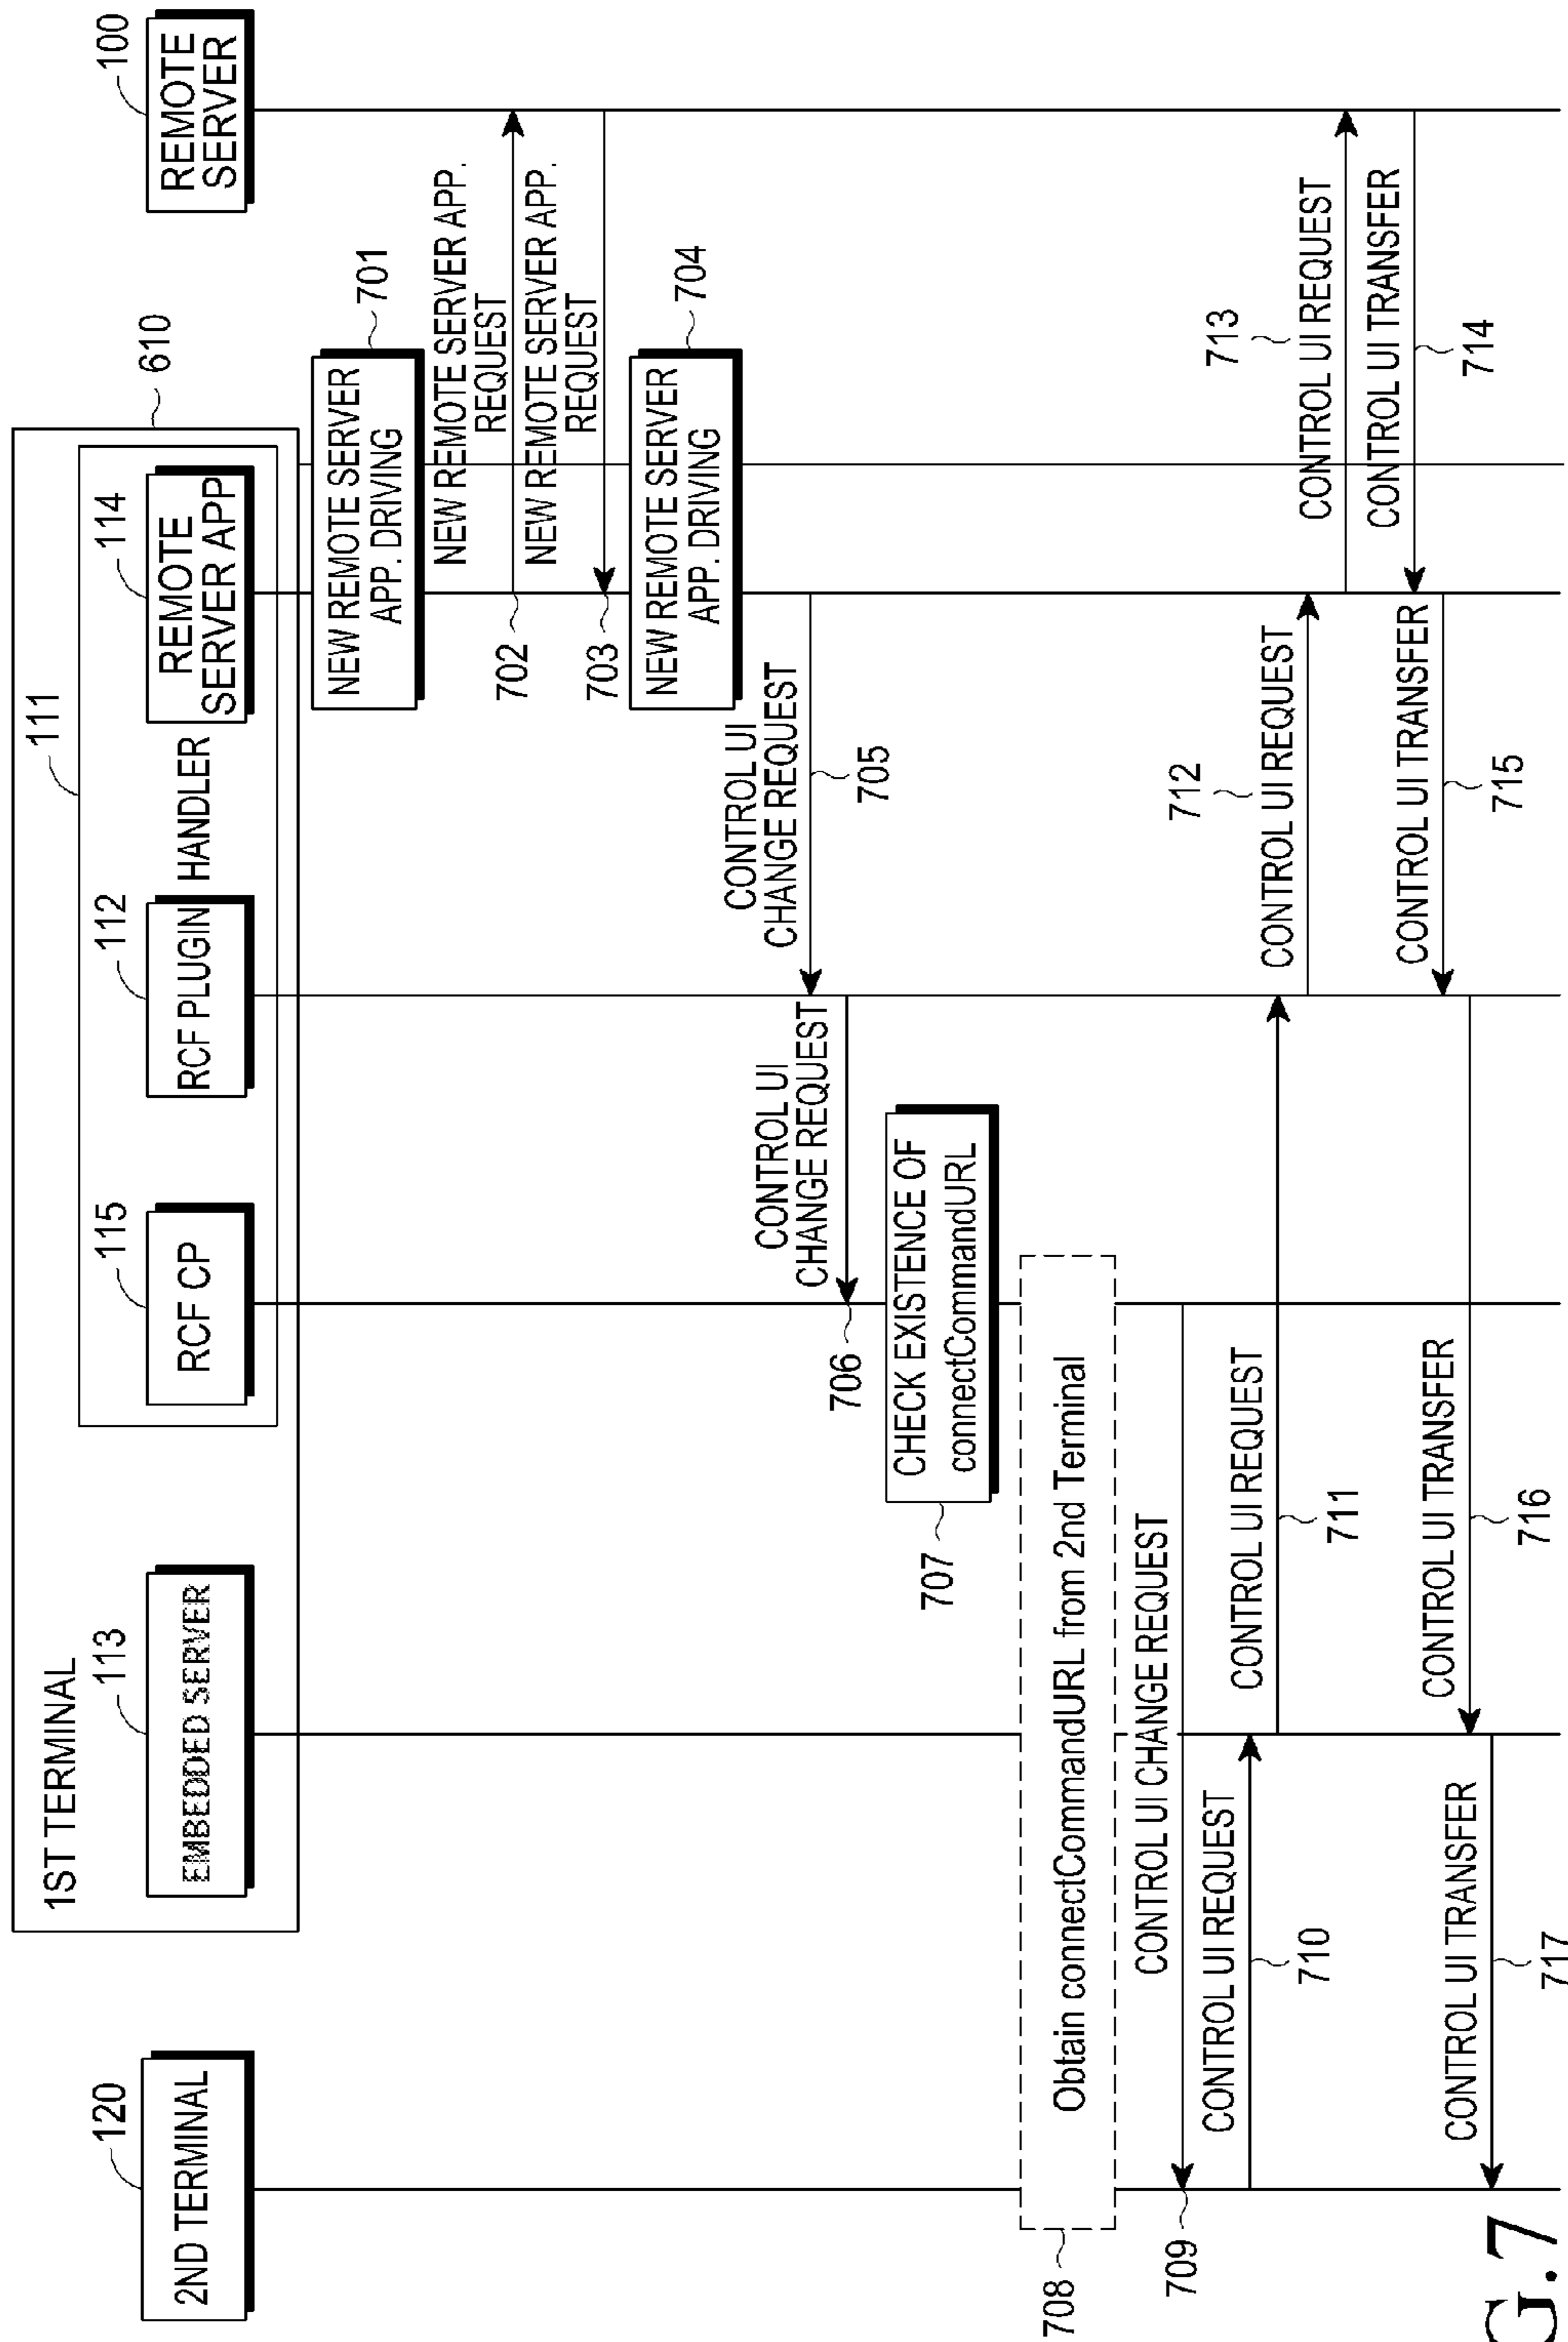 1ST TERMINAL
610
111
120
2ND TERMINAL
113
EMBEDDED SERVER
115
RCF CP
112
RCF PLUGIN
HANDLER
114
REMOTE
SERVER APP
100
REMOTE
SERVER
NEW REMOTE SERVER
APP. DRIVING
701
NEW REMOTE SERVER APP.
REQUEST
702
NEW REMOTE SERVER APP.
REQUEST
703
NEW REMOTE SERVER
APP. DRIVING
704
CONTROL UI
CHANGE REQUEST
705
CONTROL UI
CHANGE REQUEST
706
CHECK EXISTENCE OF
connectCommandURL
707
Obtain connectCommandURL from 2nd Terminal
708
CONTROL UI CHANGE REQUEST
709
CONTROL UI REQUEST
710
CONTROL UI REQUEST
711
CONTROL UI REQUEST
712
CONTROL UI REQUEST
713
CONTROL UI TRANSFER
714
CONTROL UI TRANSFER
715
CONTROL UI TRANSFER
716
CONTROL UI TRANSFER
717
G.7